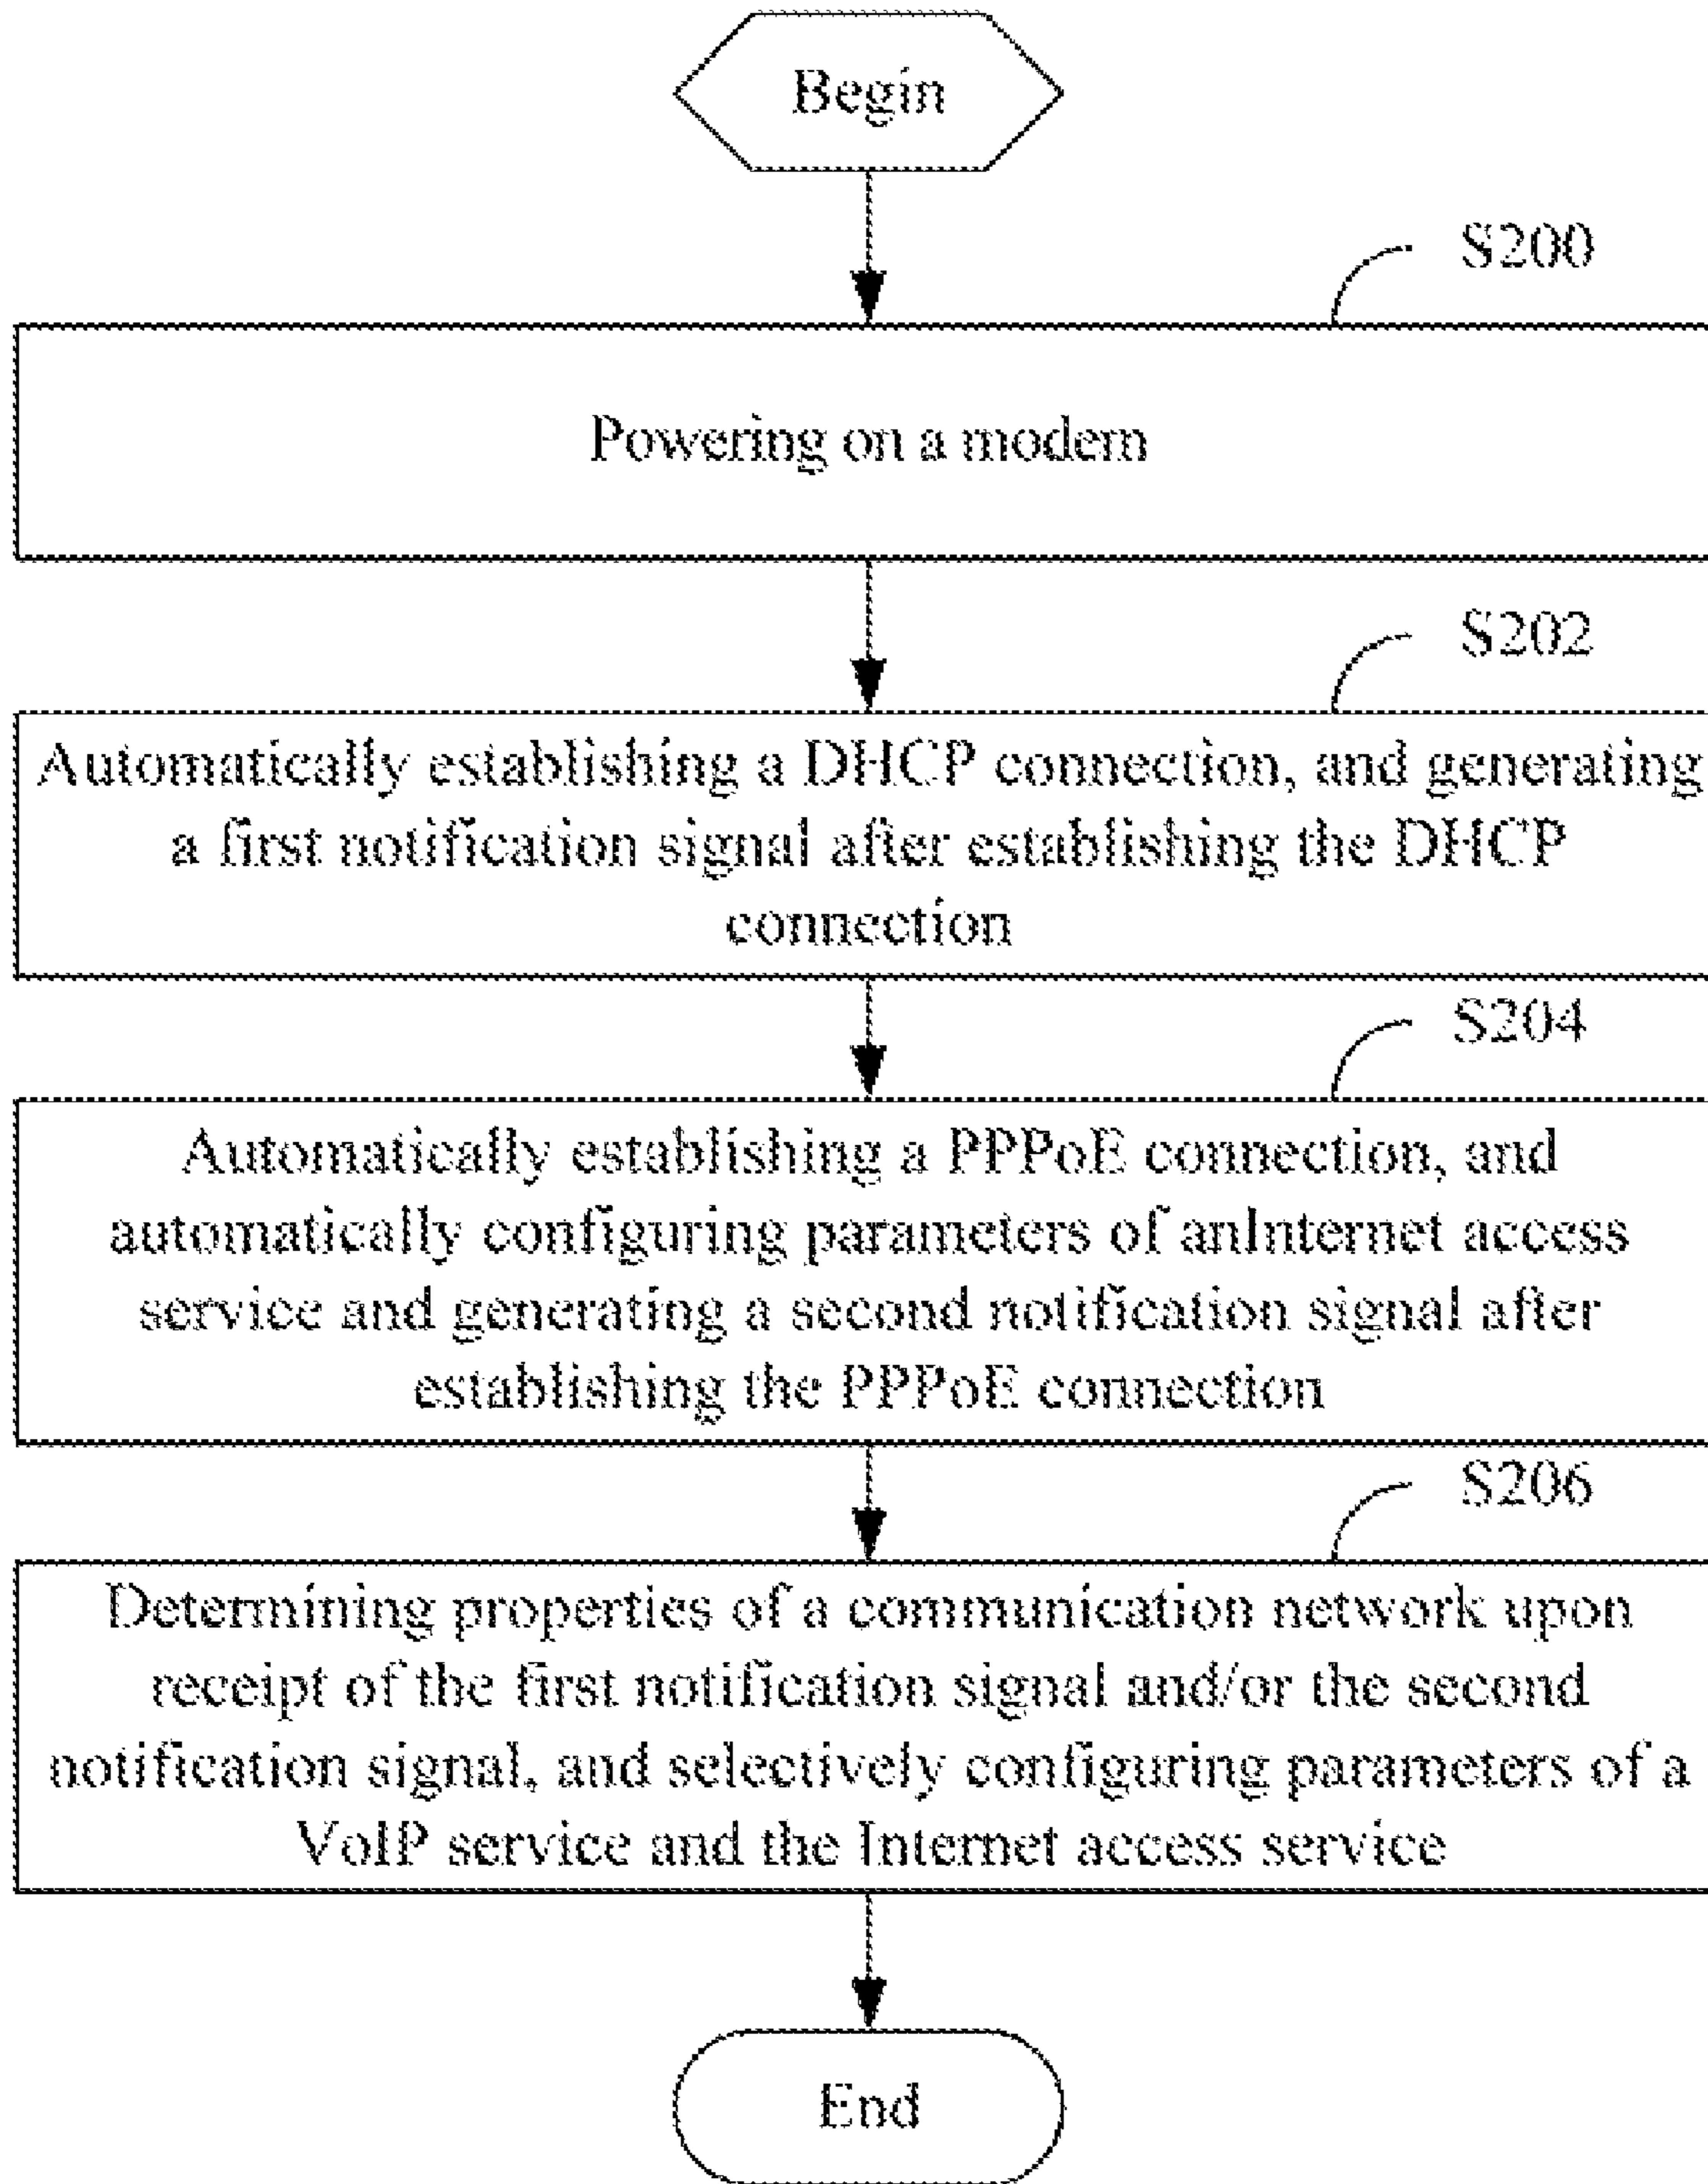 Begin
S200
Powering on a modem
S202
Automatically establishing a DHCP connection, and generating
a first notification signal after establishing the DHCP
connection
S204
Automatically establishing a PPPoE connection, and
automatically configuring parameters of anInternet access
service and generating a second notification signal after
establishing the PPPoE connection
S206
Determining properties of a communication network upon
receipt of the first notification signal and/or the second
notification signal, and selectively configuring parameters of a
VoIP service and the Internet access service
End